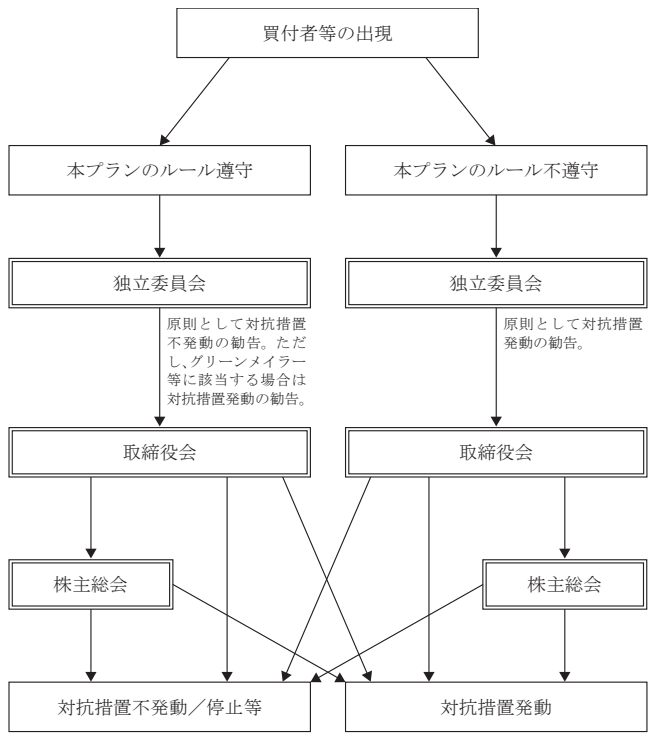 買付者等の出現
本プランのルール遵守
本プランのルール不遵守
独立委員会
独立委員会
原則として対抗措置
不発動の勧告。ただ
し、グリーンメイラー
等に該当する場合は
対抗措置発動の勧告。
原則として対抗措置
発動の勧告。
取締役会
取締役会
株主総会
株主総会
対抗措置不発動／停止等
対抗措置発動